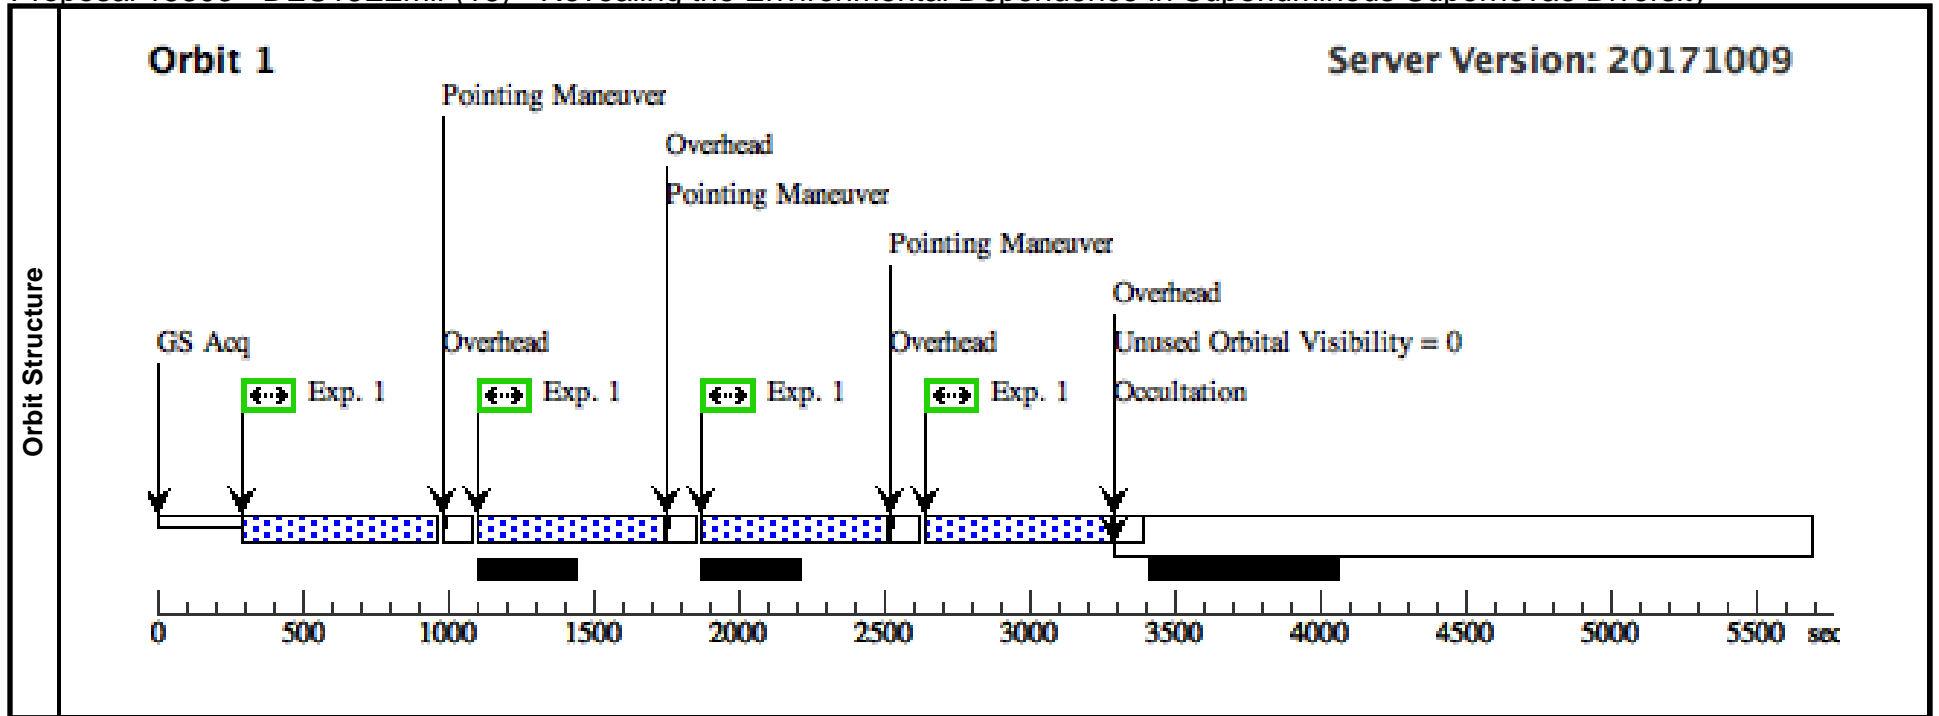 Orbit 1
Server Version: 20171009
Pointing Maneuver
Overhead
Pointing Maneuver
Pointing Maneuver
Overhead
GS Acq
Overhead
Overhead
Unused Orbital Visibility = 0
Exp. 1
Exp. 1
Exp. 1
Exp. 1
Occultation
Orbit Structure
0 500 1000 1500 2000 2500 3000 3500 4000 4500 5000 5500 sec